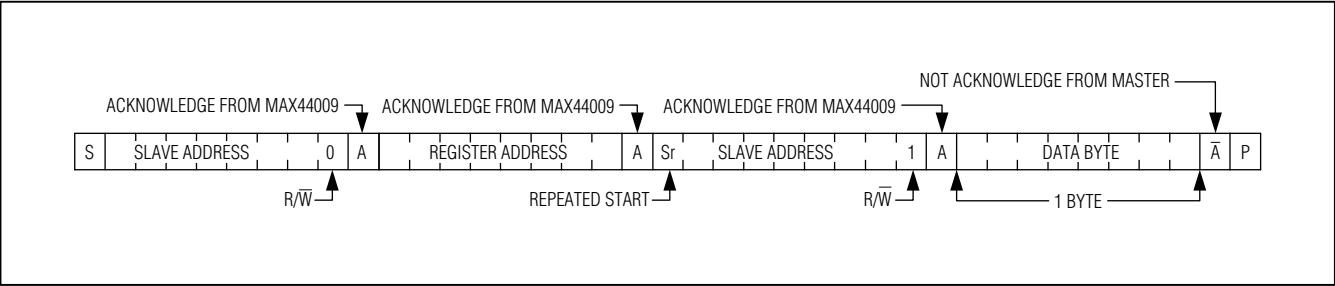 NOT ACKNOWLEDGE FROM MASTER
ACKNOWLEDGE FROM MAX44009 ACKNOWLEDGE FROM MAX44009 ACKNOWLEDGE FROM MAX44009
S SLAVE ADDRESS 0 A REGISTER ADDRESS A Sr SLAVE ADDRESS 1 A DATA BYTE A̅ P
R/W̅ REPEATED START R/W̅ 1 BYTE